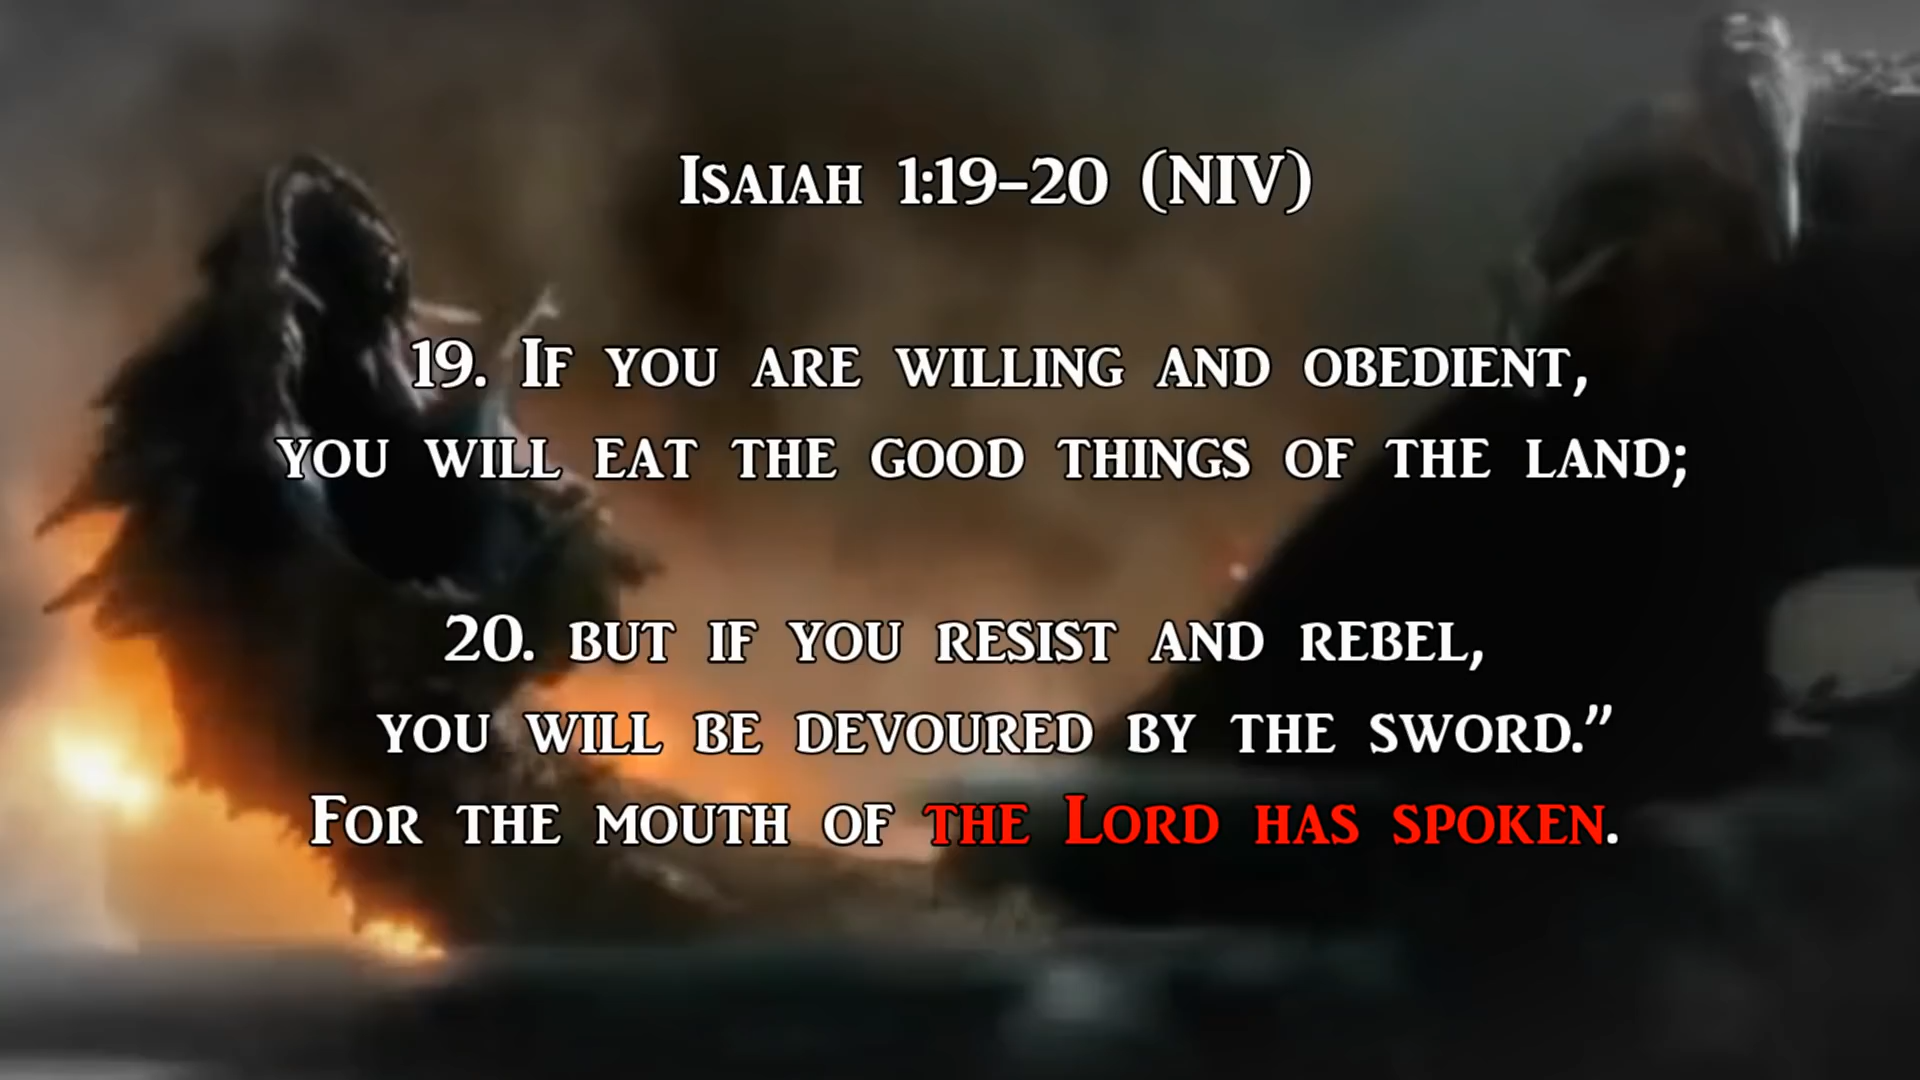 Isaiah 1:19–20 (NIV)
19. If you are willing and obedient,
you will eat the good things of the land;
20. but if you resist and rebel,
you will be devoured by the sword.”
For the mouth of the Lord has spoken.